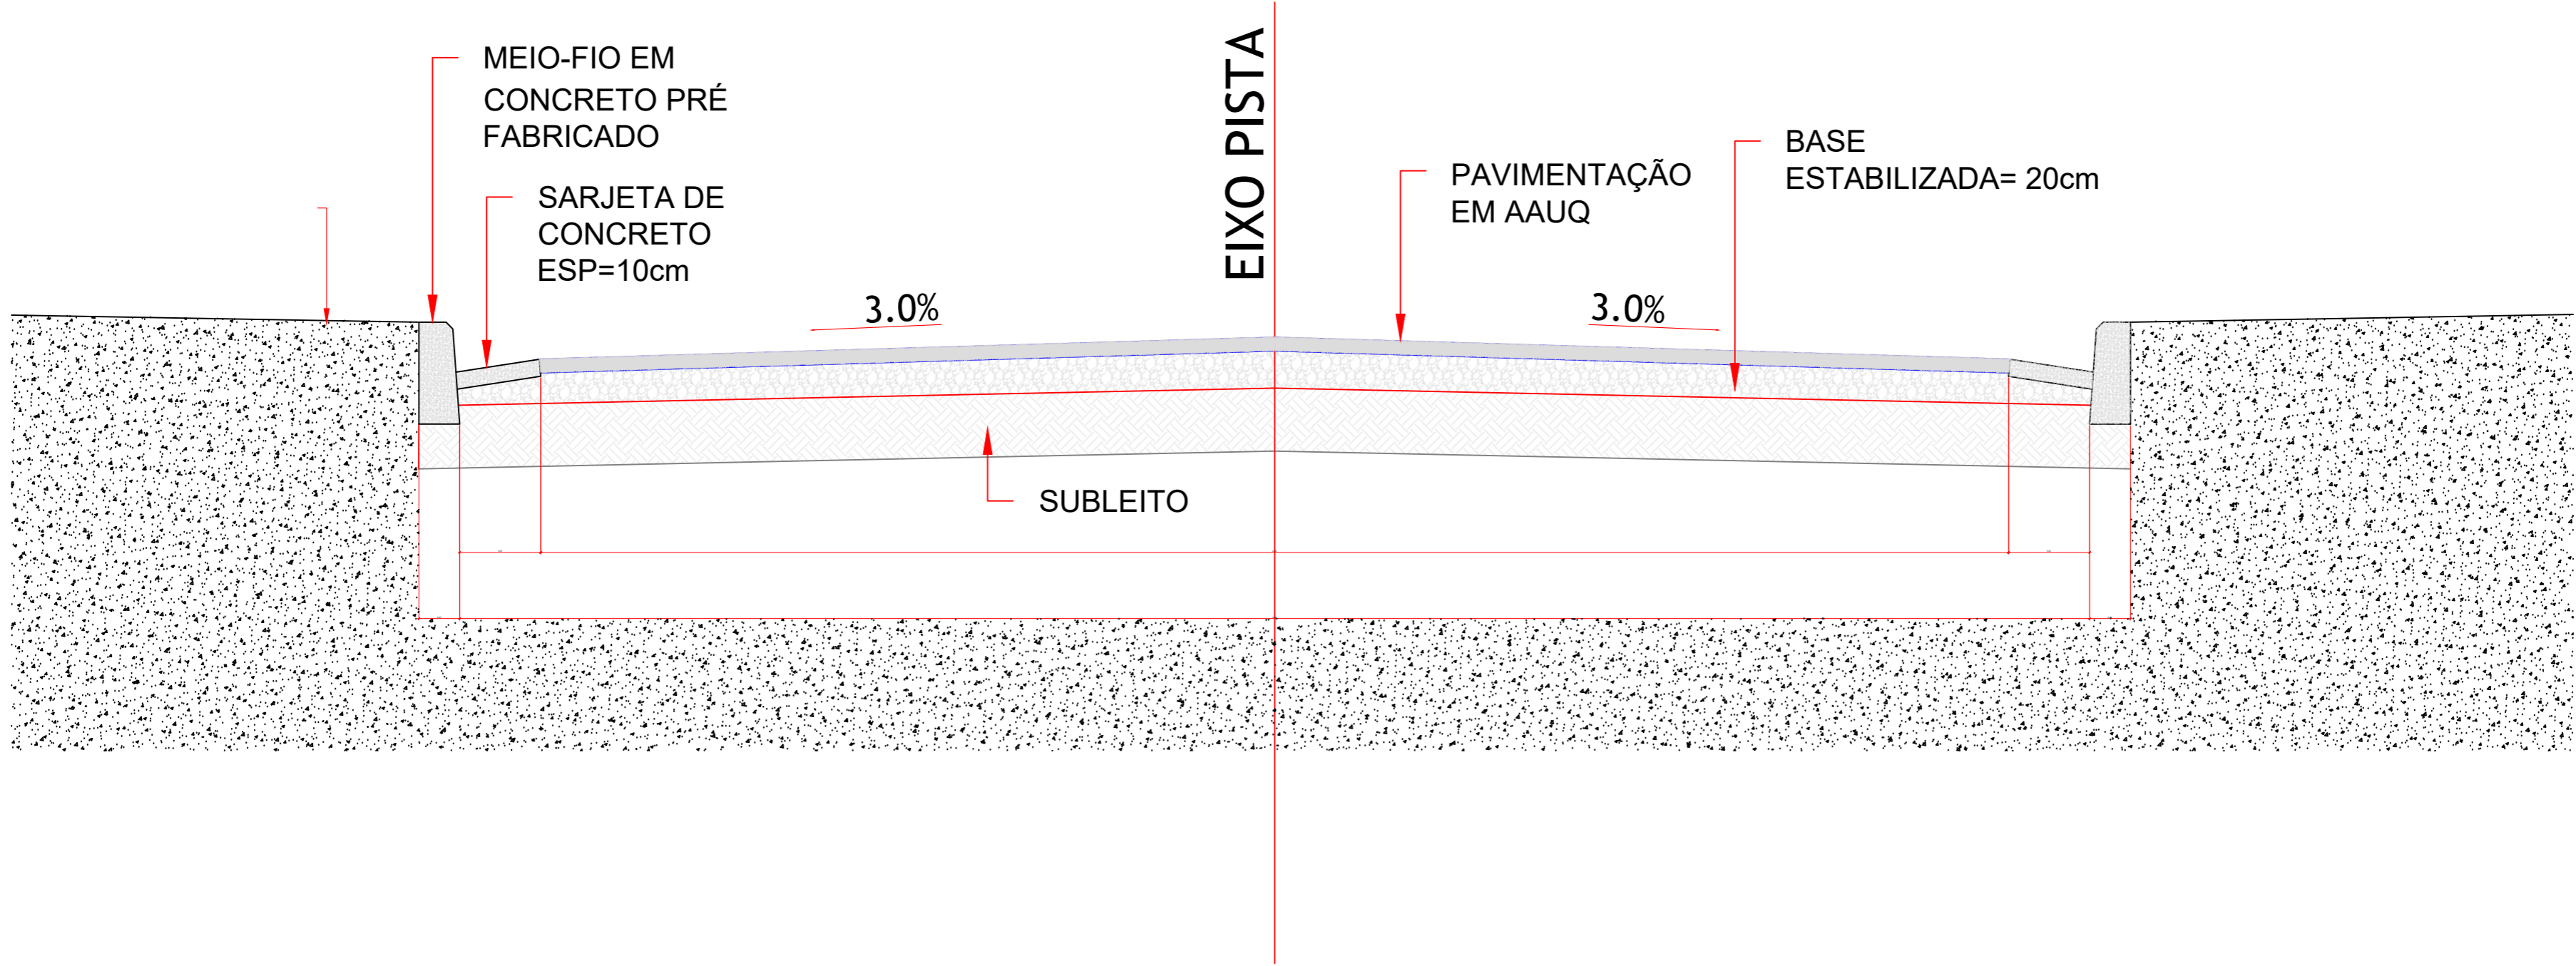 MEIO-FIO EM
CONCRETO PRÉ
FABRICADO
SARJETA DE
CONCRETO
ESP=10cm
3.0%
EIXO PISTA
PAVIMENTAÇÃO
EM AAUQ
3.0%
BASE
ESTABILIZADA= 20cm
SUBLEITO